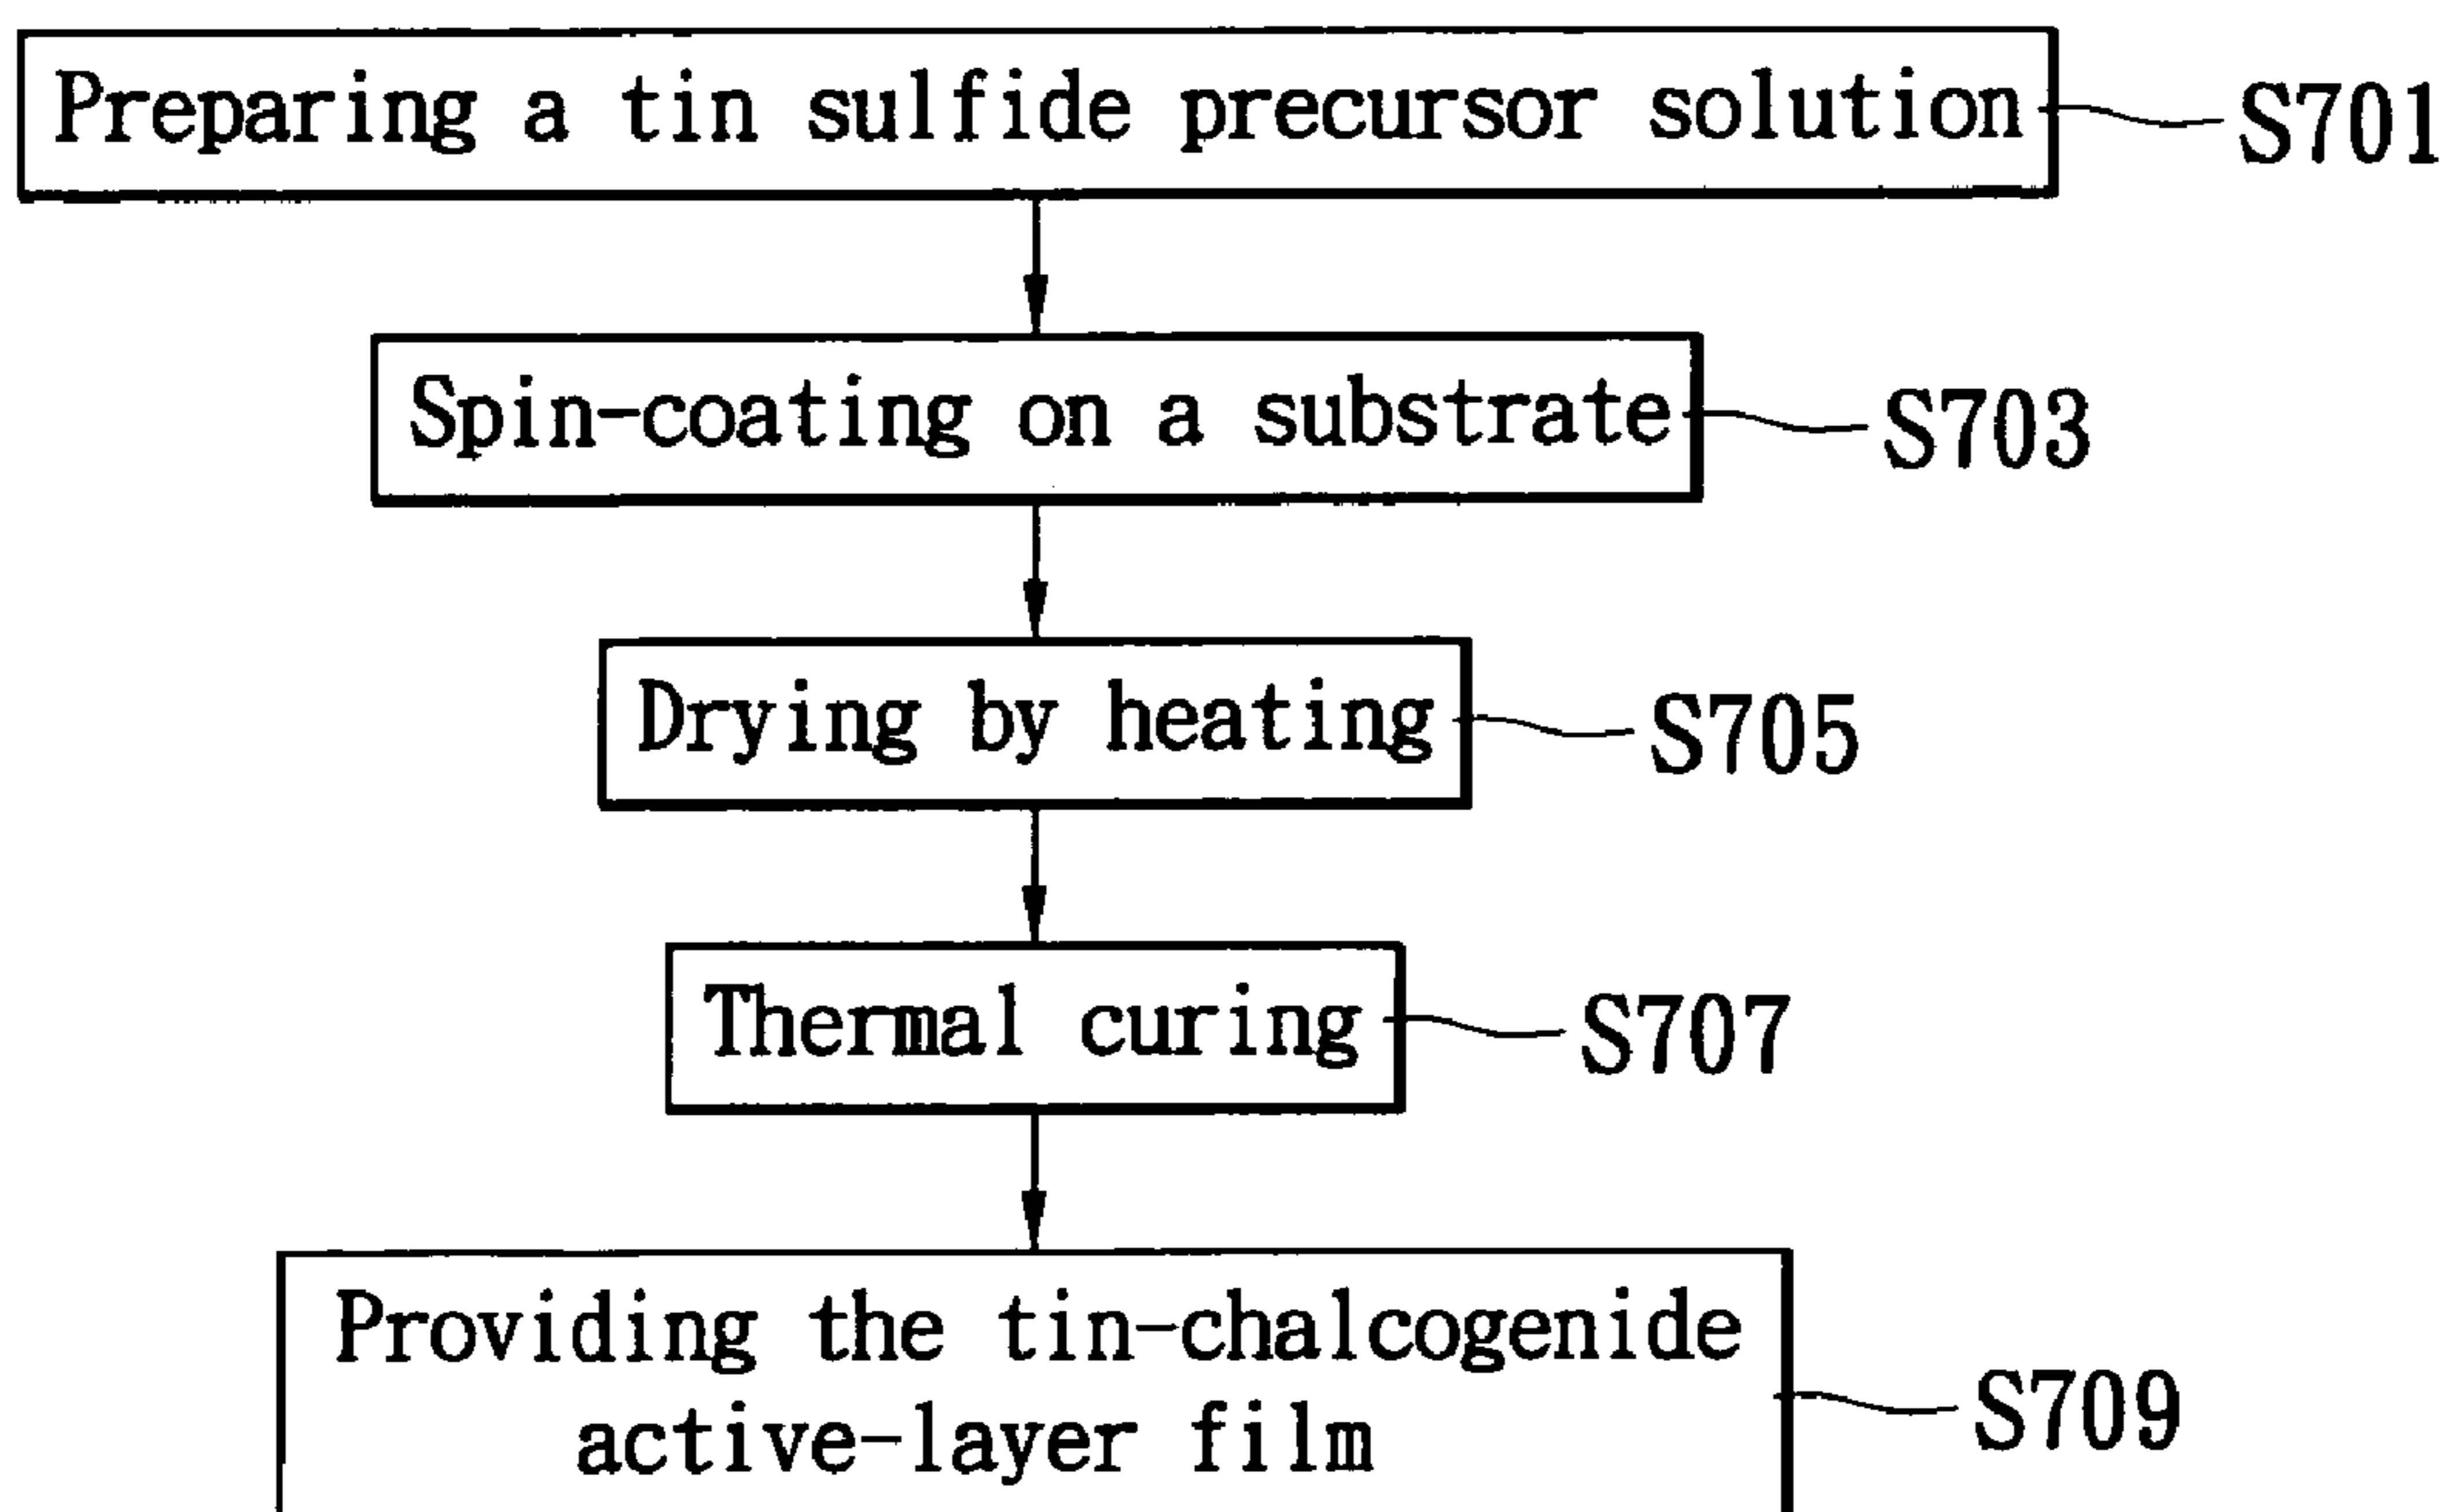 Preparing a tin sulfide precursor solution S701
Spin-coating on a substrate S703
Drying by heating S705
Thermal curing S707
Providing the tin-chalcogenide
active-layer film
S709